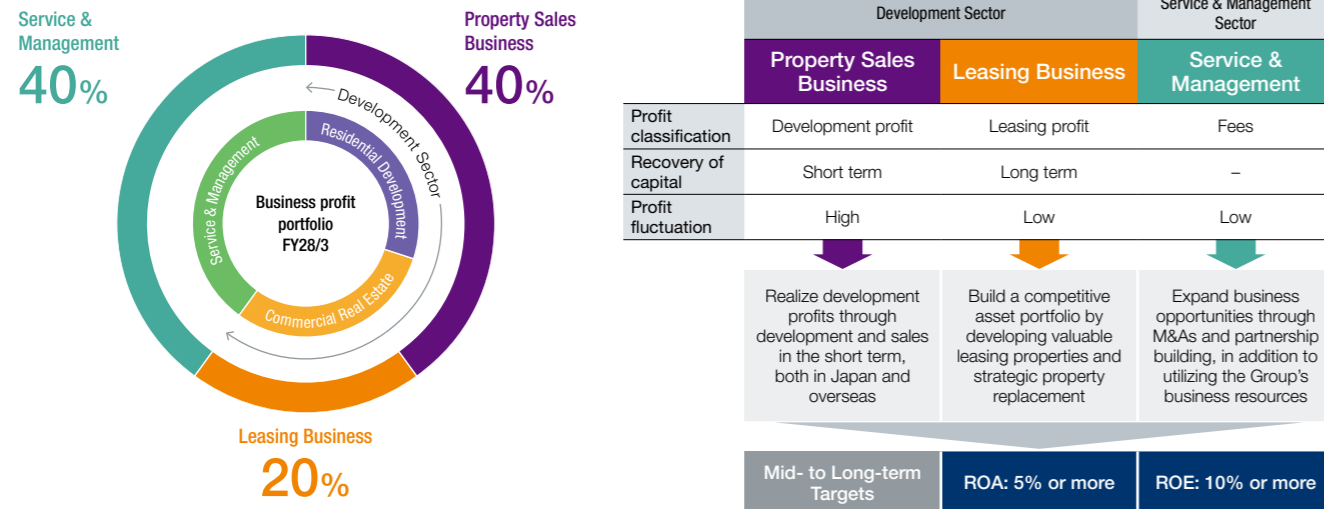 Service &
Management
40%
Property Sales
Business
40%
Development Sector
Residential Development
Service & Management
Commercial Real Estate
Business profit
portfolio
FY28/3
Leasing Business
20%
Development Sector
Service & Management
Sector
Property Sales
Business
Leasing Business
Service &
Management
Profit
classification
Development profit
Leasing profit
Fees
Recovery of
capital
Short term
Long term
–
Profit
fluctuation
High
Low
Low
Realize development
profits through
development and sales
in the short term,
both in Japan and
overseas
Build a competitive
asset portfolio by
developing valuable
leasing properties and
strategic property
replacement
Expand business
opportunities through
M&As and partnership
building, in addition to
utilizing the Group's
business resources
Mid- to Long-term
Targets
ROA: 5% or more
ROE: 10% or more